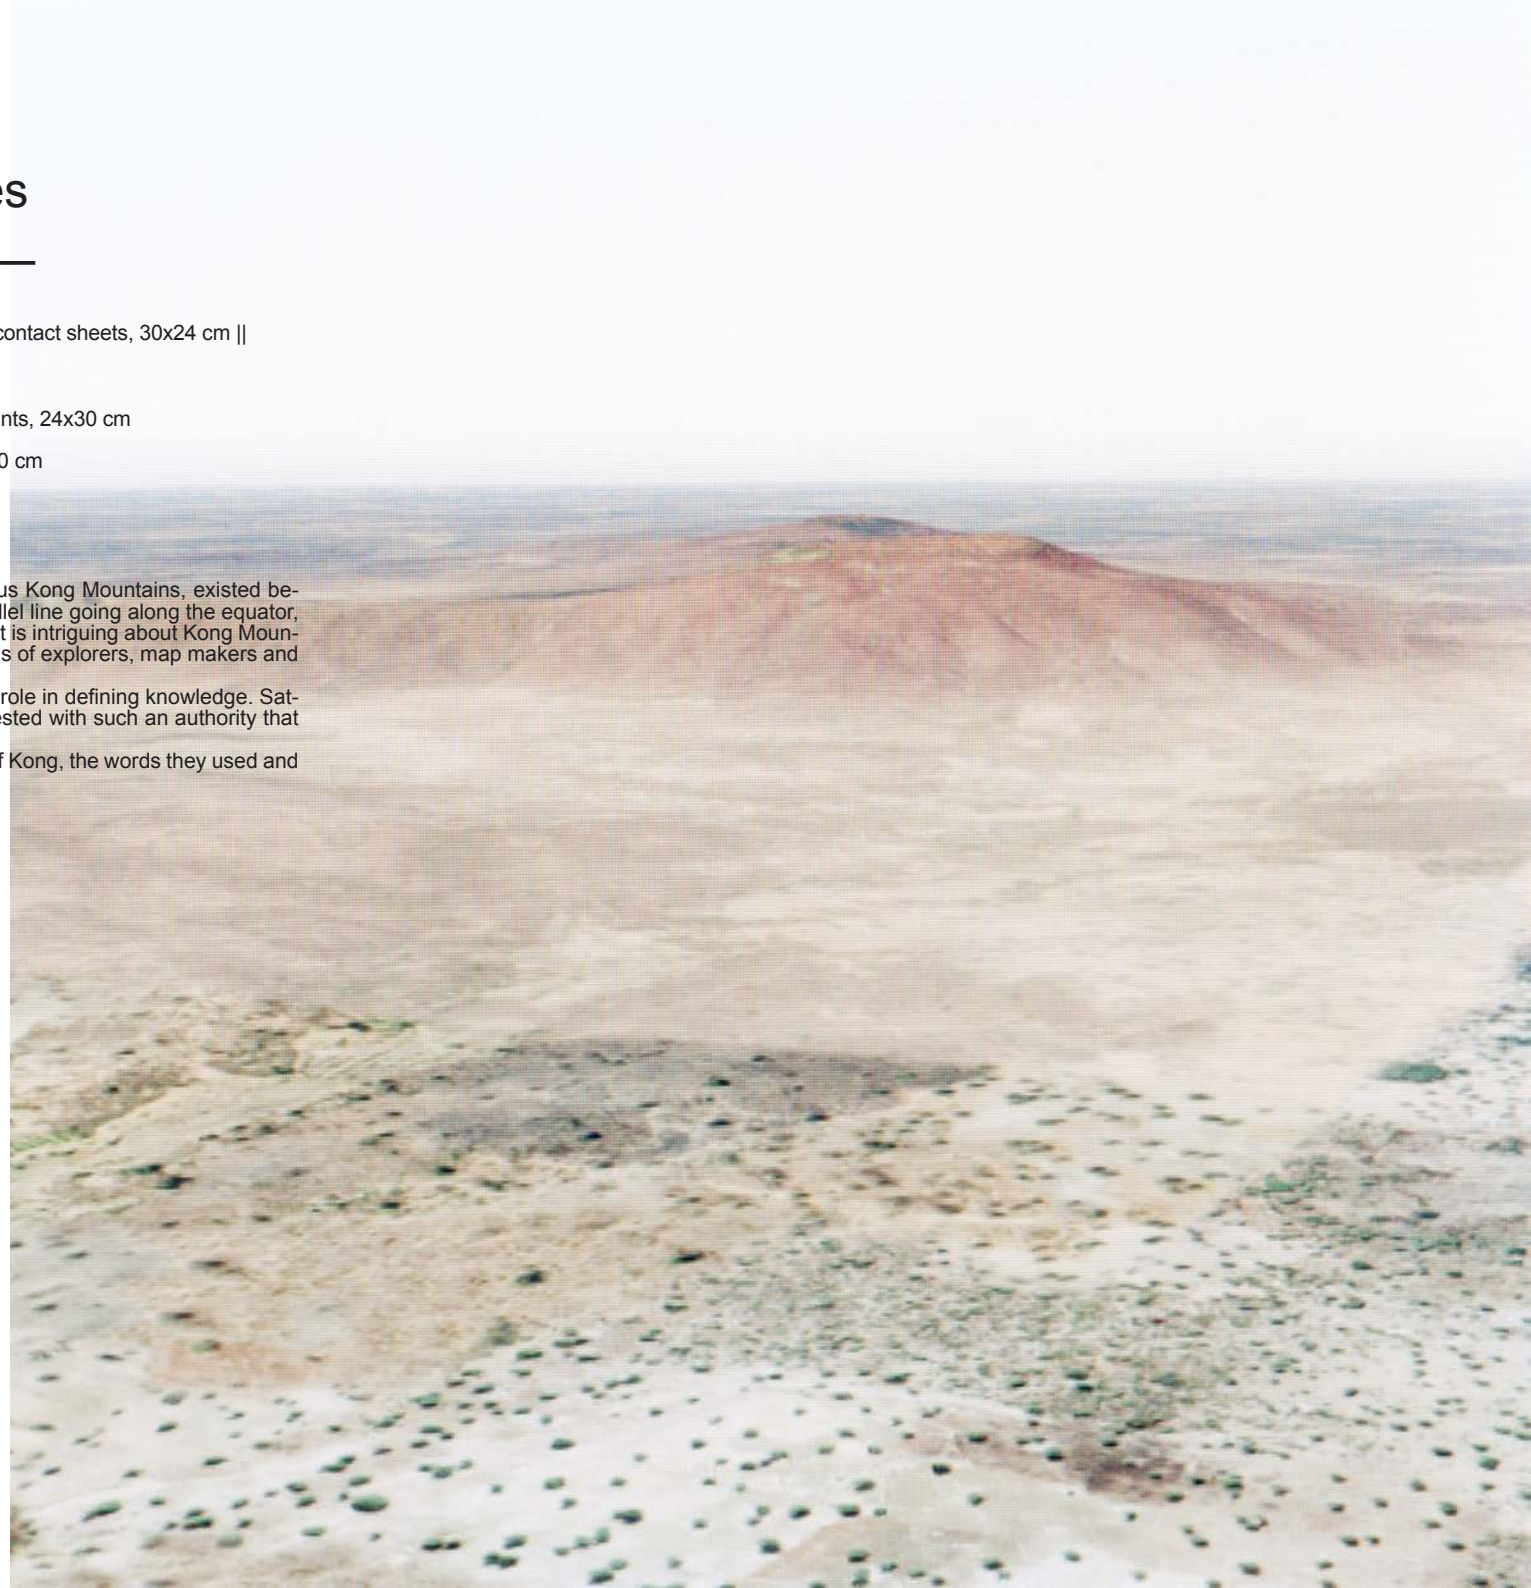 es
contact sheets, 30x24 cm ||
nts, 24x30 cm
0 cm
us Kong Mountains, existed be-
llel line going along the equator,
t is intriguing about Kong Moun-
s of explorers, map makers and
role in defining knowledge. Sat-
ested with such an authority that
f Kong, the words they used and